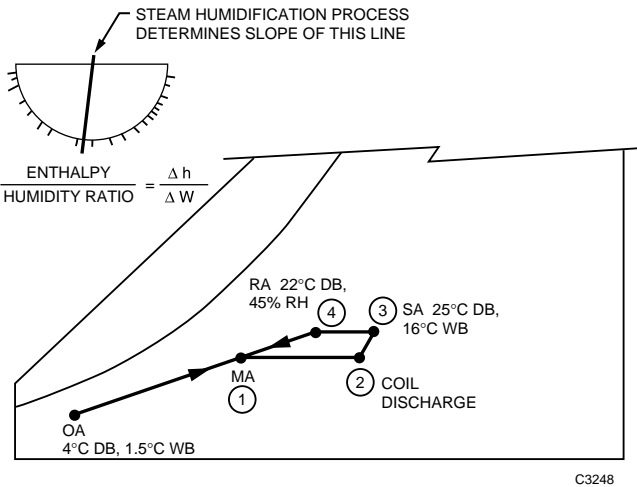 STEAM HUMIDIFICATION PROCESS
DETERMINES SLOPE OF THIS LINE
ENTHALPY
HUMIDITY RATIO
=
Δ h
Δ W
RA 22°C DB,
45% RH
4
3
SA 25°C DB,
16°C WB
MA
1
2
COIL
DISCHARGE
OA
4°C DB, 1.5°C WB
C3248